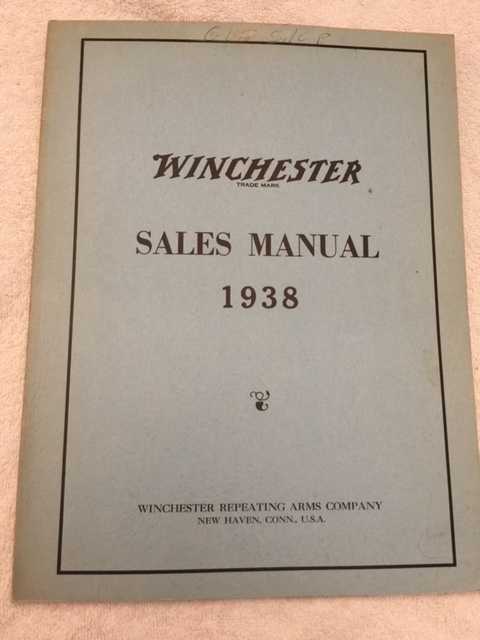 WINCHESTER
TRADE MARK
SALES MANUAL
1938
WINCHESTER REPEATING ARMS COMPANY
NEW HAVEN, CONN., U.S.A.